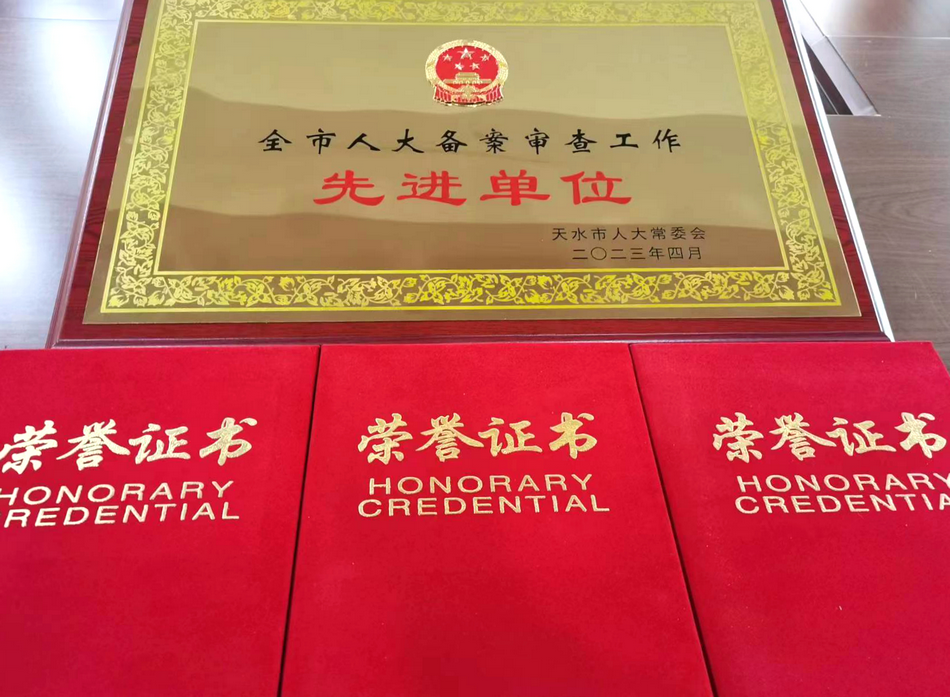 全市人大备案审查工作
先进单位
天水市人大常委会
二〇二三年四月
荣誉证书
HONORARY
CREDENTIAL
荣誉证书
HONORARY
CREDENTIAL
荣誉证书
HONORARY
CREDENTIA